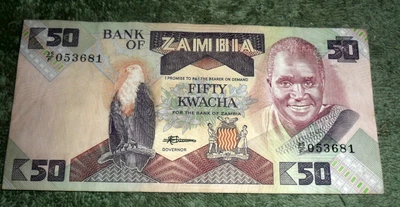 K50 BANK OF ZAMBIA 50
053681
I PROMISE TO PAY THE BEARER ON DEMAND
FIFTY
KWACHA
FOR THE BANK OF ZAMBIA
GOVERNOR
053681
K50 K50